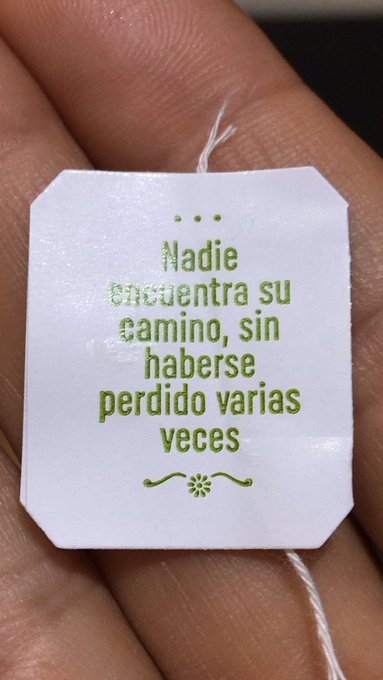 ...
Nadie
encuentra su
camino, sin
haberse
perdido varias
veces